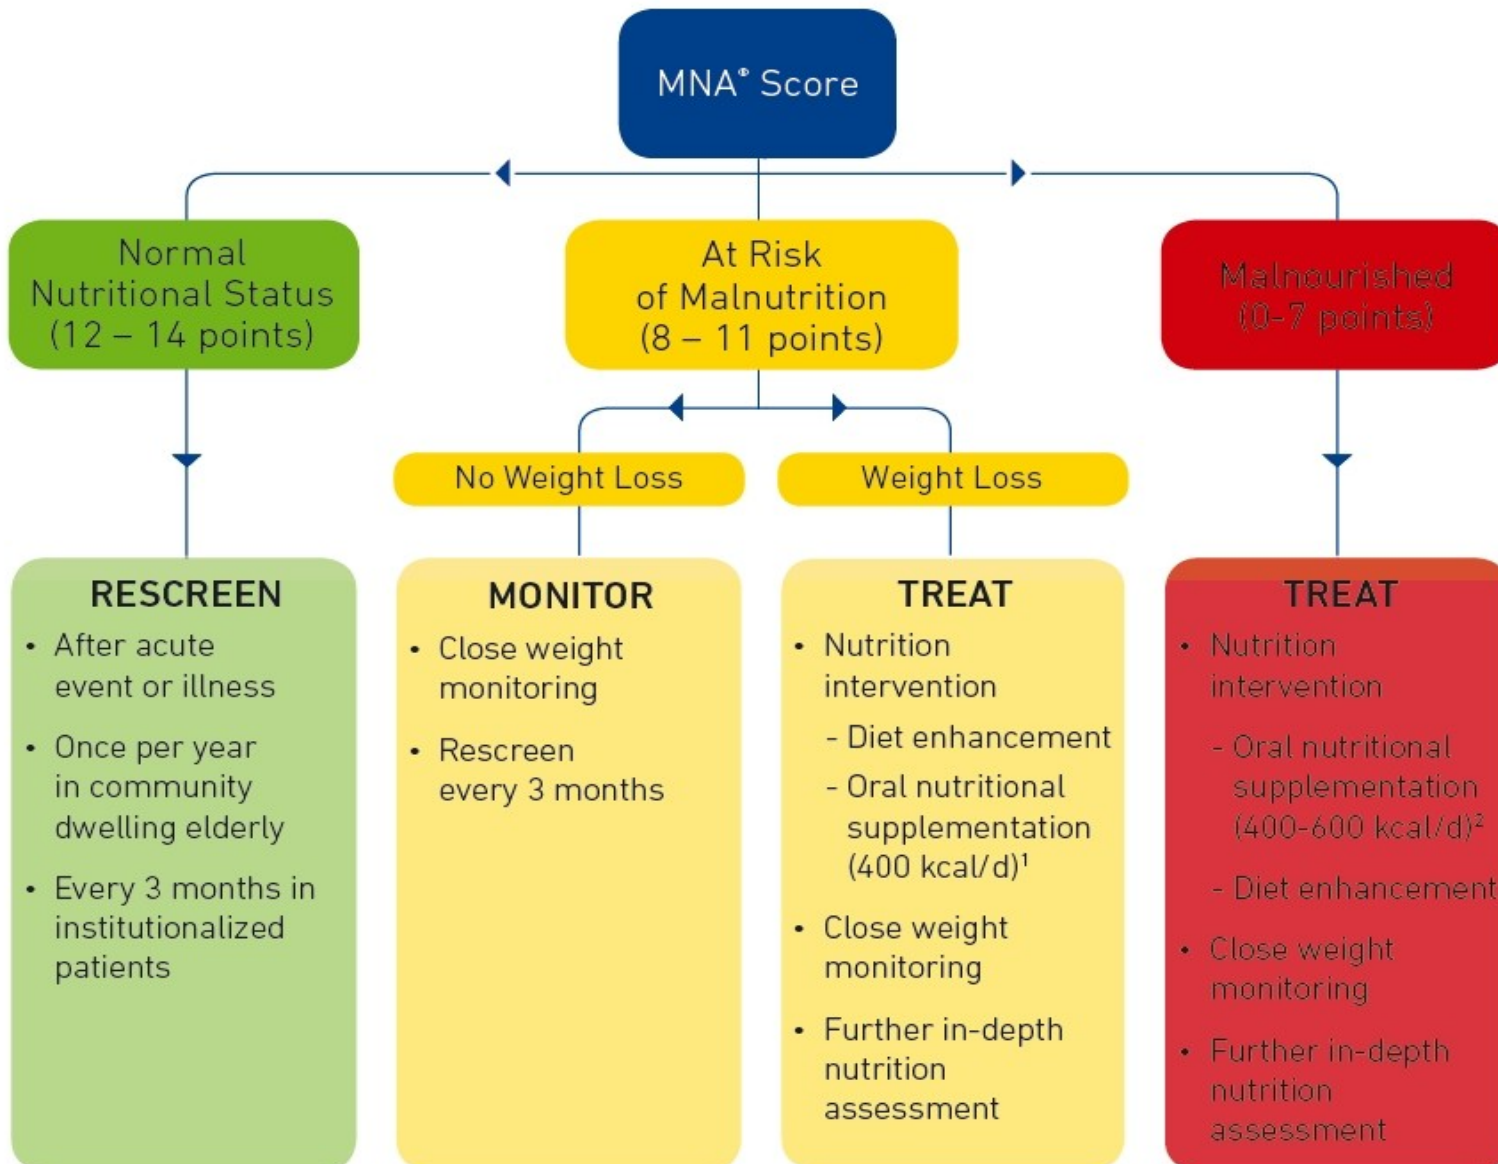 MNA® Score
Normal
Nutritional Status
(12 – 14 points)
At Risk
of Malnutrition
(8 – 11 points)
Malnourished
(0-7 points)
No Weight Loss
Weight Loss
RESCREEN
• After acute
event or illness
• Once per year
in community
dwelling elderly
• Every 3 months in
institutionalized
patients
MONITOR
• Close weight
monitoring
• Rescreen
every 3 months
TREAT
• Nutrition
intervention
- Diet enhancement
- Oral nutritional
supplementation
(400 kcal/d)¹
• Close weight
monitoring
• Further in-depth
nutrition
assessment
TREAT
• Nutrition
intervention
- Oral nutritional
supplementation
(400-600 kcal/d)²
- Diet enhancement
• Close weight
monitoring
• Further in-depth
nutrition
assessment